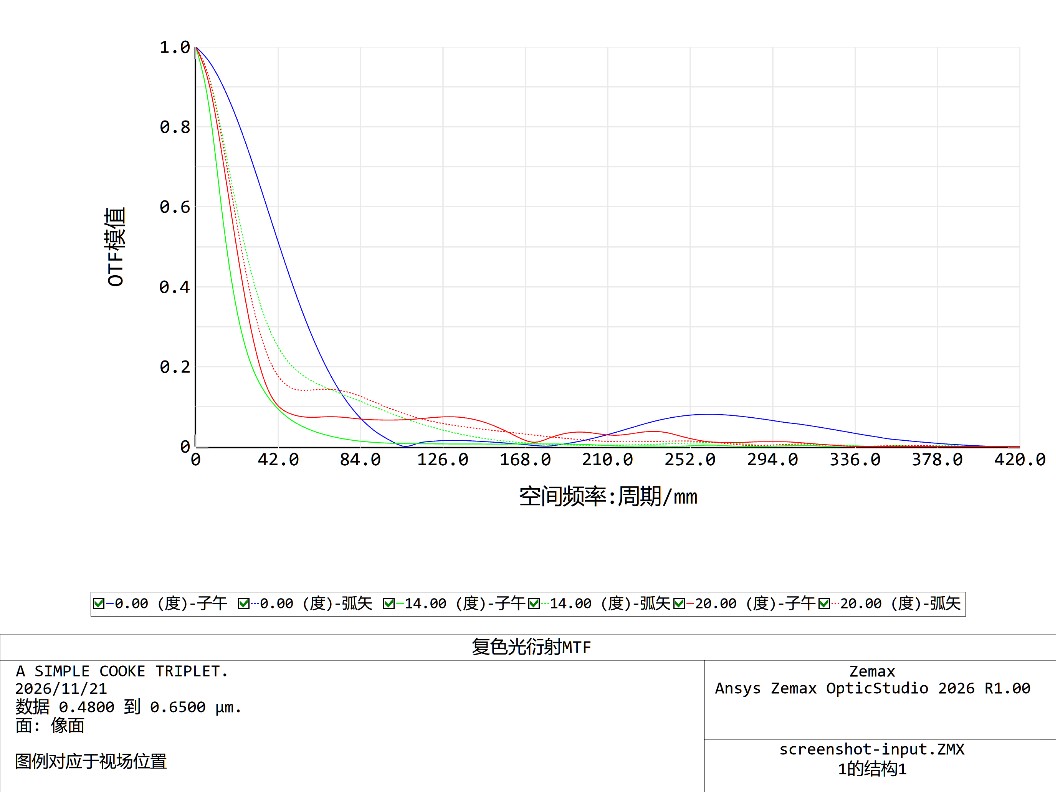 1.0
0.8
0.6
0.4
0.2
0
OTF模值
0 42.0 84.0 126.0 168.0 210.0 252.0 294.0 336.0 378.0 420.0
空间频率:周期/mm
0.00 (度)-子午 0.00 (度)-弧矢 14.00 (度)-子午 14.00 (度)-弧矢 20.00 (度)-子午 20.00 (度)-弧矢
复色光衍射MTF
A SIMPLE COOKE TRIPLET.
2026/11/21
数据 0.4800 到 0.6500 µm.
面: 像面
图例对应于视场位置
Zemax
Ansys Zemax OpticStudio 2026 R1.00
screenshot-input.ZMX
1的结构1